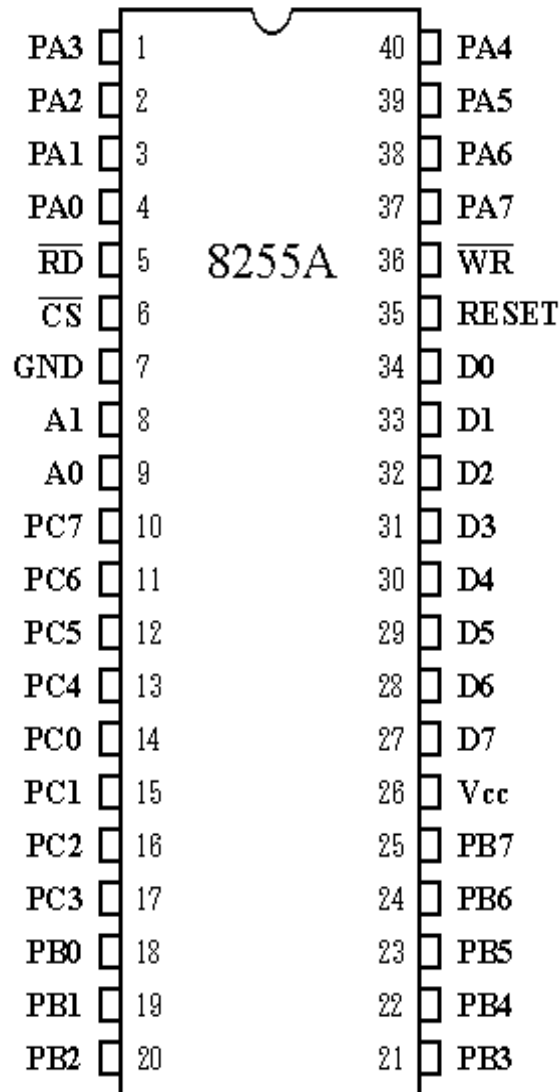 PA3 1 40 PA4
PA2 2 39 PA5
PA1 3 38 PA6
PA0 4 37 PA7
R̅D̅ 5 8255A 36 W̅R̅
C̅S̅ 6 35 RESET
GND 7 34 D0
A1 8 33 D1
A0 9 32 D2
PC7 10 31 D3
PC6 11 30 D4
PC5 12 29 D5
PC4 13 28 D6
PC0 14 27 D7
PC1 15 26 Vcc
PC2 16 25 PB7
PC3 17 24 PB6
PB0 18 23 PB5
PB1 19 22 PB4
PB2 20 21 PB3